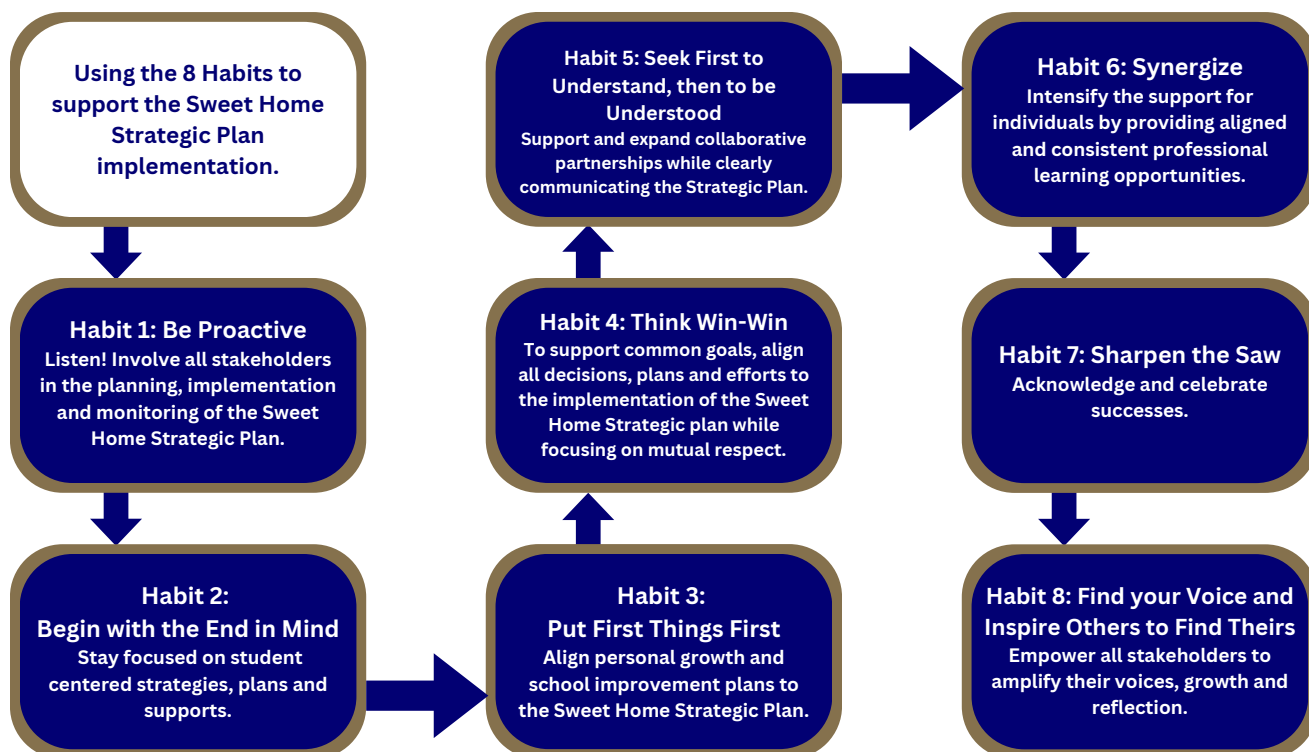 Using the 8 Habits to
support the Sweet Home
Strategic Plan
implementation.
Habit 1: Be Proactive
Listen! Involve all stakeholders
in the planning, implementation
and monitoring of the Sweet
Home Strategic Plan.
Habit 2:
Begin with the End in Mind
Stay focused on student
centered strategies, plans and
supports.
Habit 3:
Put First Things First
Align personal growth and
school improvement plans to
the Sweet Home Strategic Plan.
Habit 4: Think Win-Win
To support common goals, align
all decisions, plans and efforts to
the implementation of the Sweet
Home Strategic plan while
focusing on mutual respect.
Habit 5: Seek First to
Understand, then to be
Understood
Support and expand collaborative
partnerships while clearly
communicating the Strategic Plan.
Habit 6: Synergize
Intensify the support for
individuals by providing aligned
and consistent professional
learning opportunities.
Habit 7: Sharpen the Saw
Acknowledge and celebrate
successes.
Habit 8: Find your Voice and
Inspire Others to Find Theirs
Empower all stakeholders to
amplify their voices, growth and
reflection.